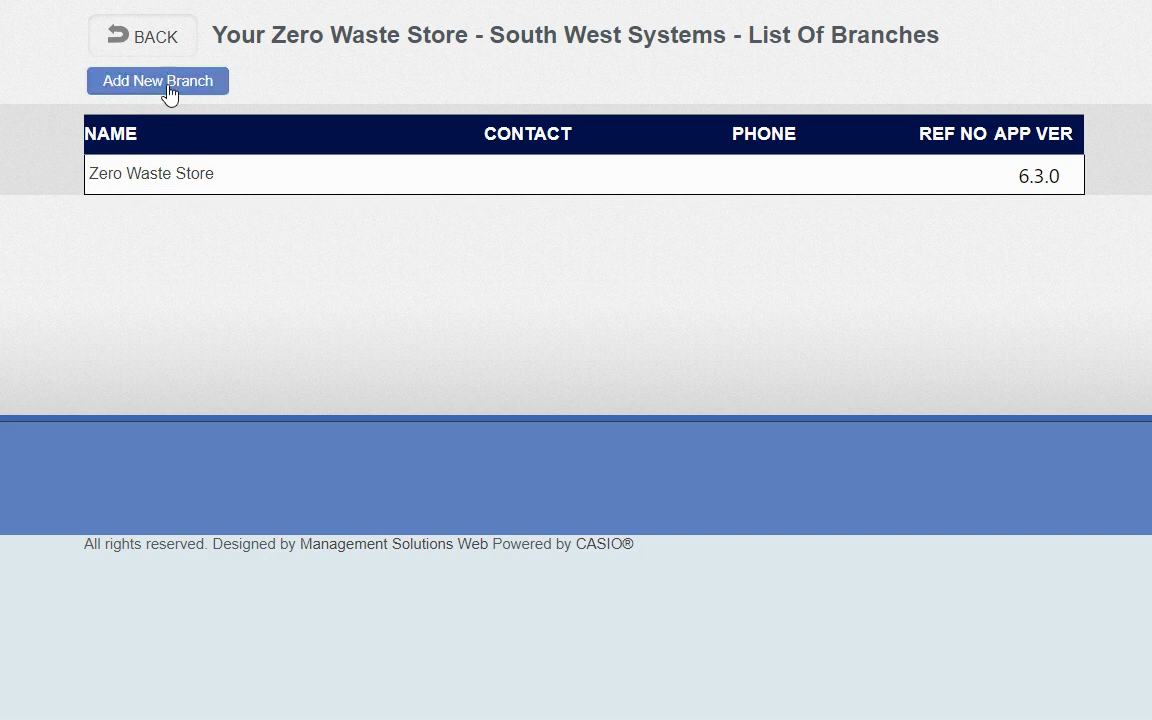 BACK
Your Zero Waste Store - South West Systems - List Of Branches
Add New Branch
NAME CONTACT PHONE REF NO APP VER
Zero Waste Store 6.3.0
All rights reserved. Designed by Management Solutions Web Powered by CASIO®